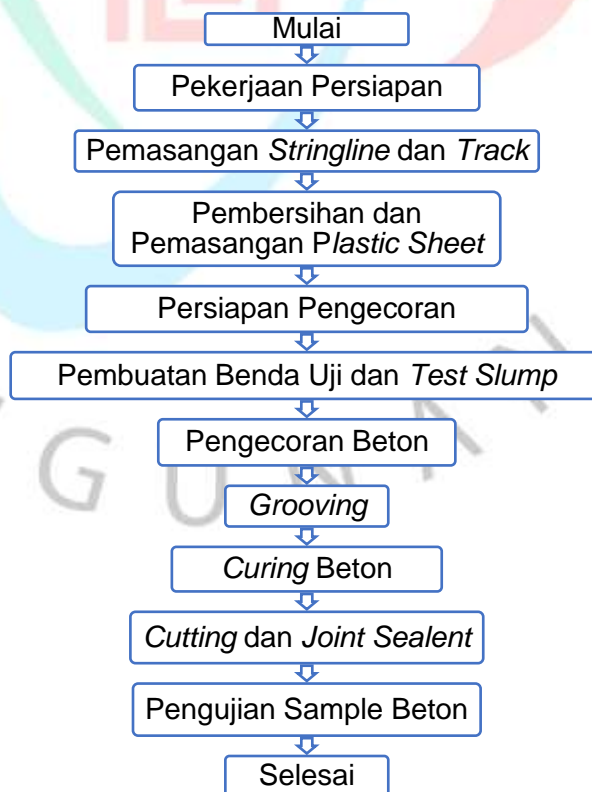 Mulai
Pekerjaan Persiapan
Pemasangan Stringline dan Track
Pembersihan dan
Pemasangan Plastic Sheet
Persiapan Pengecoran
Pembuatan Benda Uji dan Test Slump
Pengecoran Beton
Grooving
Curing Beton
Cutting dan Joint Sealent
Pengujian Sample Beton
Selesai
GUNAN